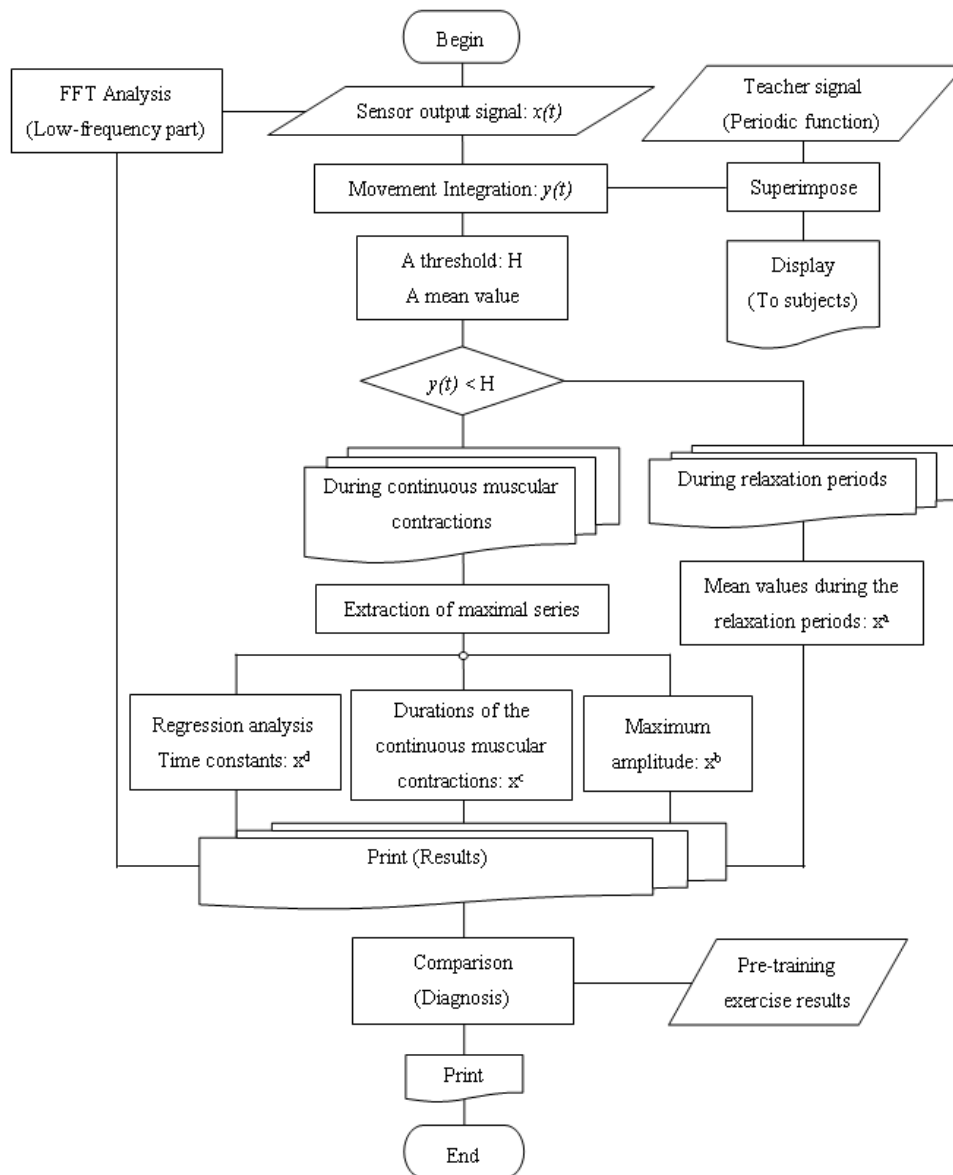 Begin
FFT Analysis
(Low-frequency part)
Sensor output signal: x(t)
Teacher signal
(Periodic function)
Movement Integration: y(t)
Superimpose
A threshold: H
A mean value
Display
(To subjects)
y(t) < H
During continuous muscular
contractions
During relaxation periods
Extraction of maximal series
Mean values during the
relaxation periods: xᵃ
Regression analysis
Time constants: xᵈ
Durations of the
continuous muscular
contractions: xᶜ
Maximum
amplitude: xᵇ
Print (Results)
Comparison
(Diagnosis)
Pre-training
exercise results
Print
End